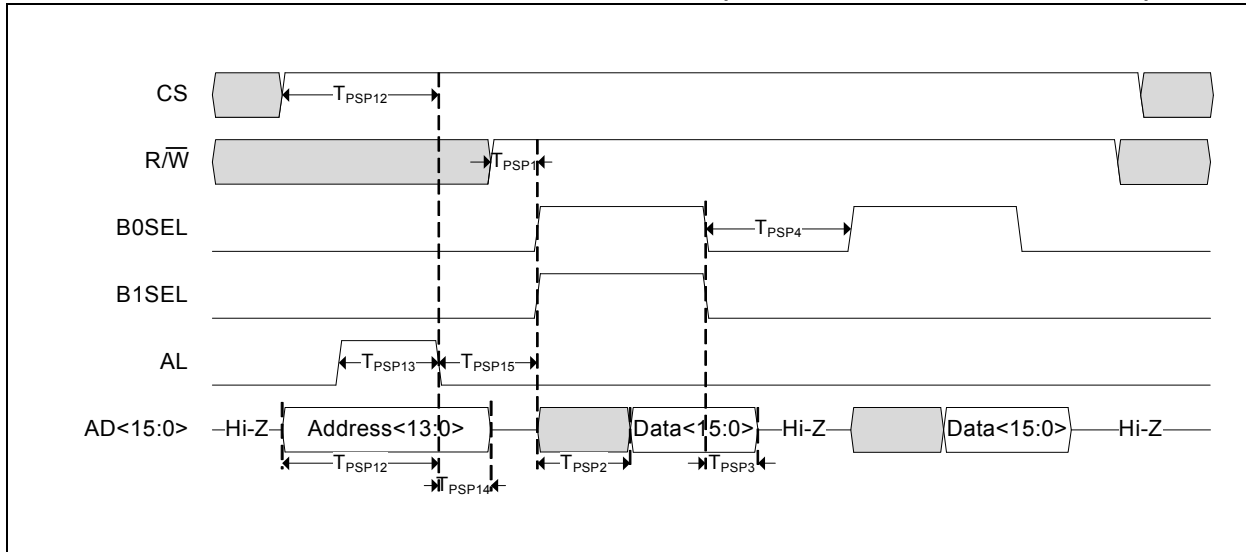 CS T_PSP12
R/W̅ T_PSP1
B0SEL T_PSP4
B1SEL
AL T_PSP13 T_PSP15
AD<15:0> Hi-Z Address<13:0> Data<15:0> Hi-Z Data<15:0> Hi-Z
T_PSP12 T_PSP2 T_PSP3
T_PSP14